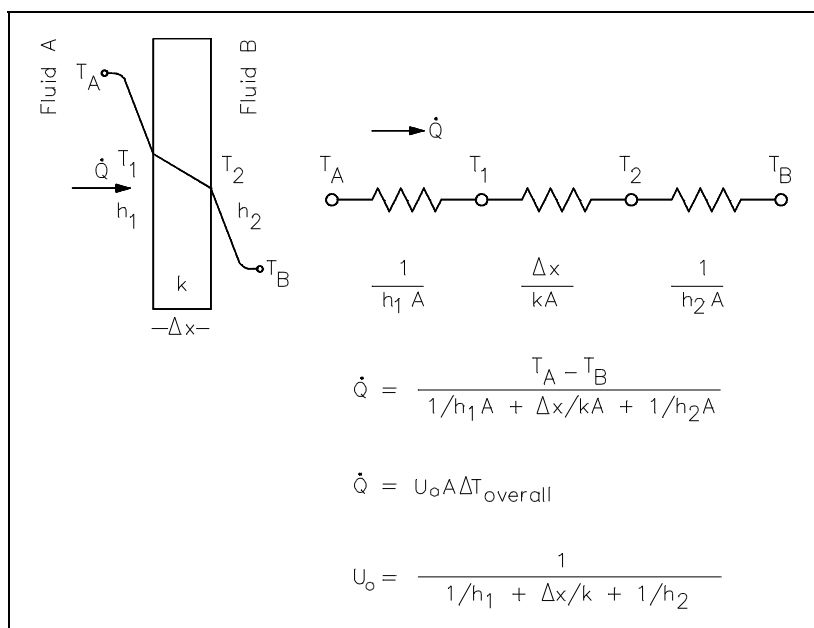 Fluid A
Fluid B
T_A
Q̇
T_1
T_2
h_1
h_2
T_B
k
Δx
Q̇
T_A
T_1
T_2
T_B
1 / h_1 A
Δx / kA
1 / h_2 A
Q̇ = (T_A − T_B) / (1/h_1A + Δx/kA + 1/h_2A)
Q̇ = U_o A ΔT_overall
U_o = 1 / (1/h_1 + Δx/k + 1/h_2)